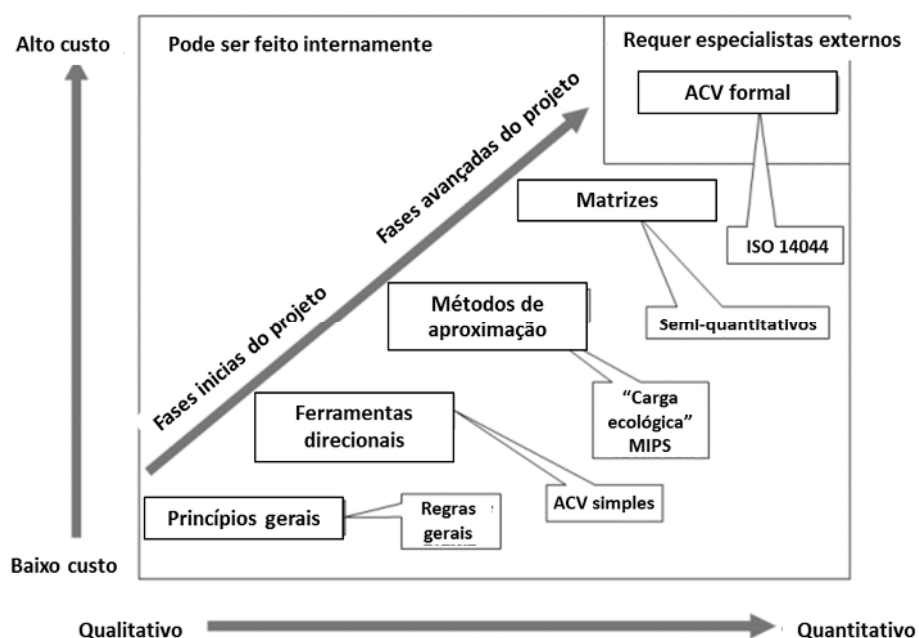 Alto custo
Pode ser feito internamente
Requer especialistas externos
ACV formal
Fases avançadas do projeto
Matrizes
ISO 14044
Fases inicias do projeto
Métodos de
aproximação
Semi-quantitativos
Ferramentas
direcionais
“Carga
ecológica”
MIPS
ACV simples
Princípios gerais
Regras
gerais
Baixo custo
Qualitativo
Quantitativo